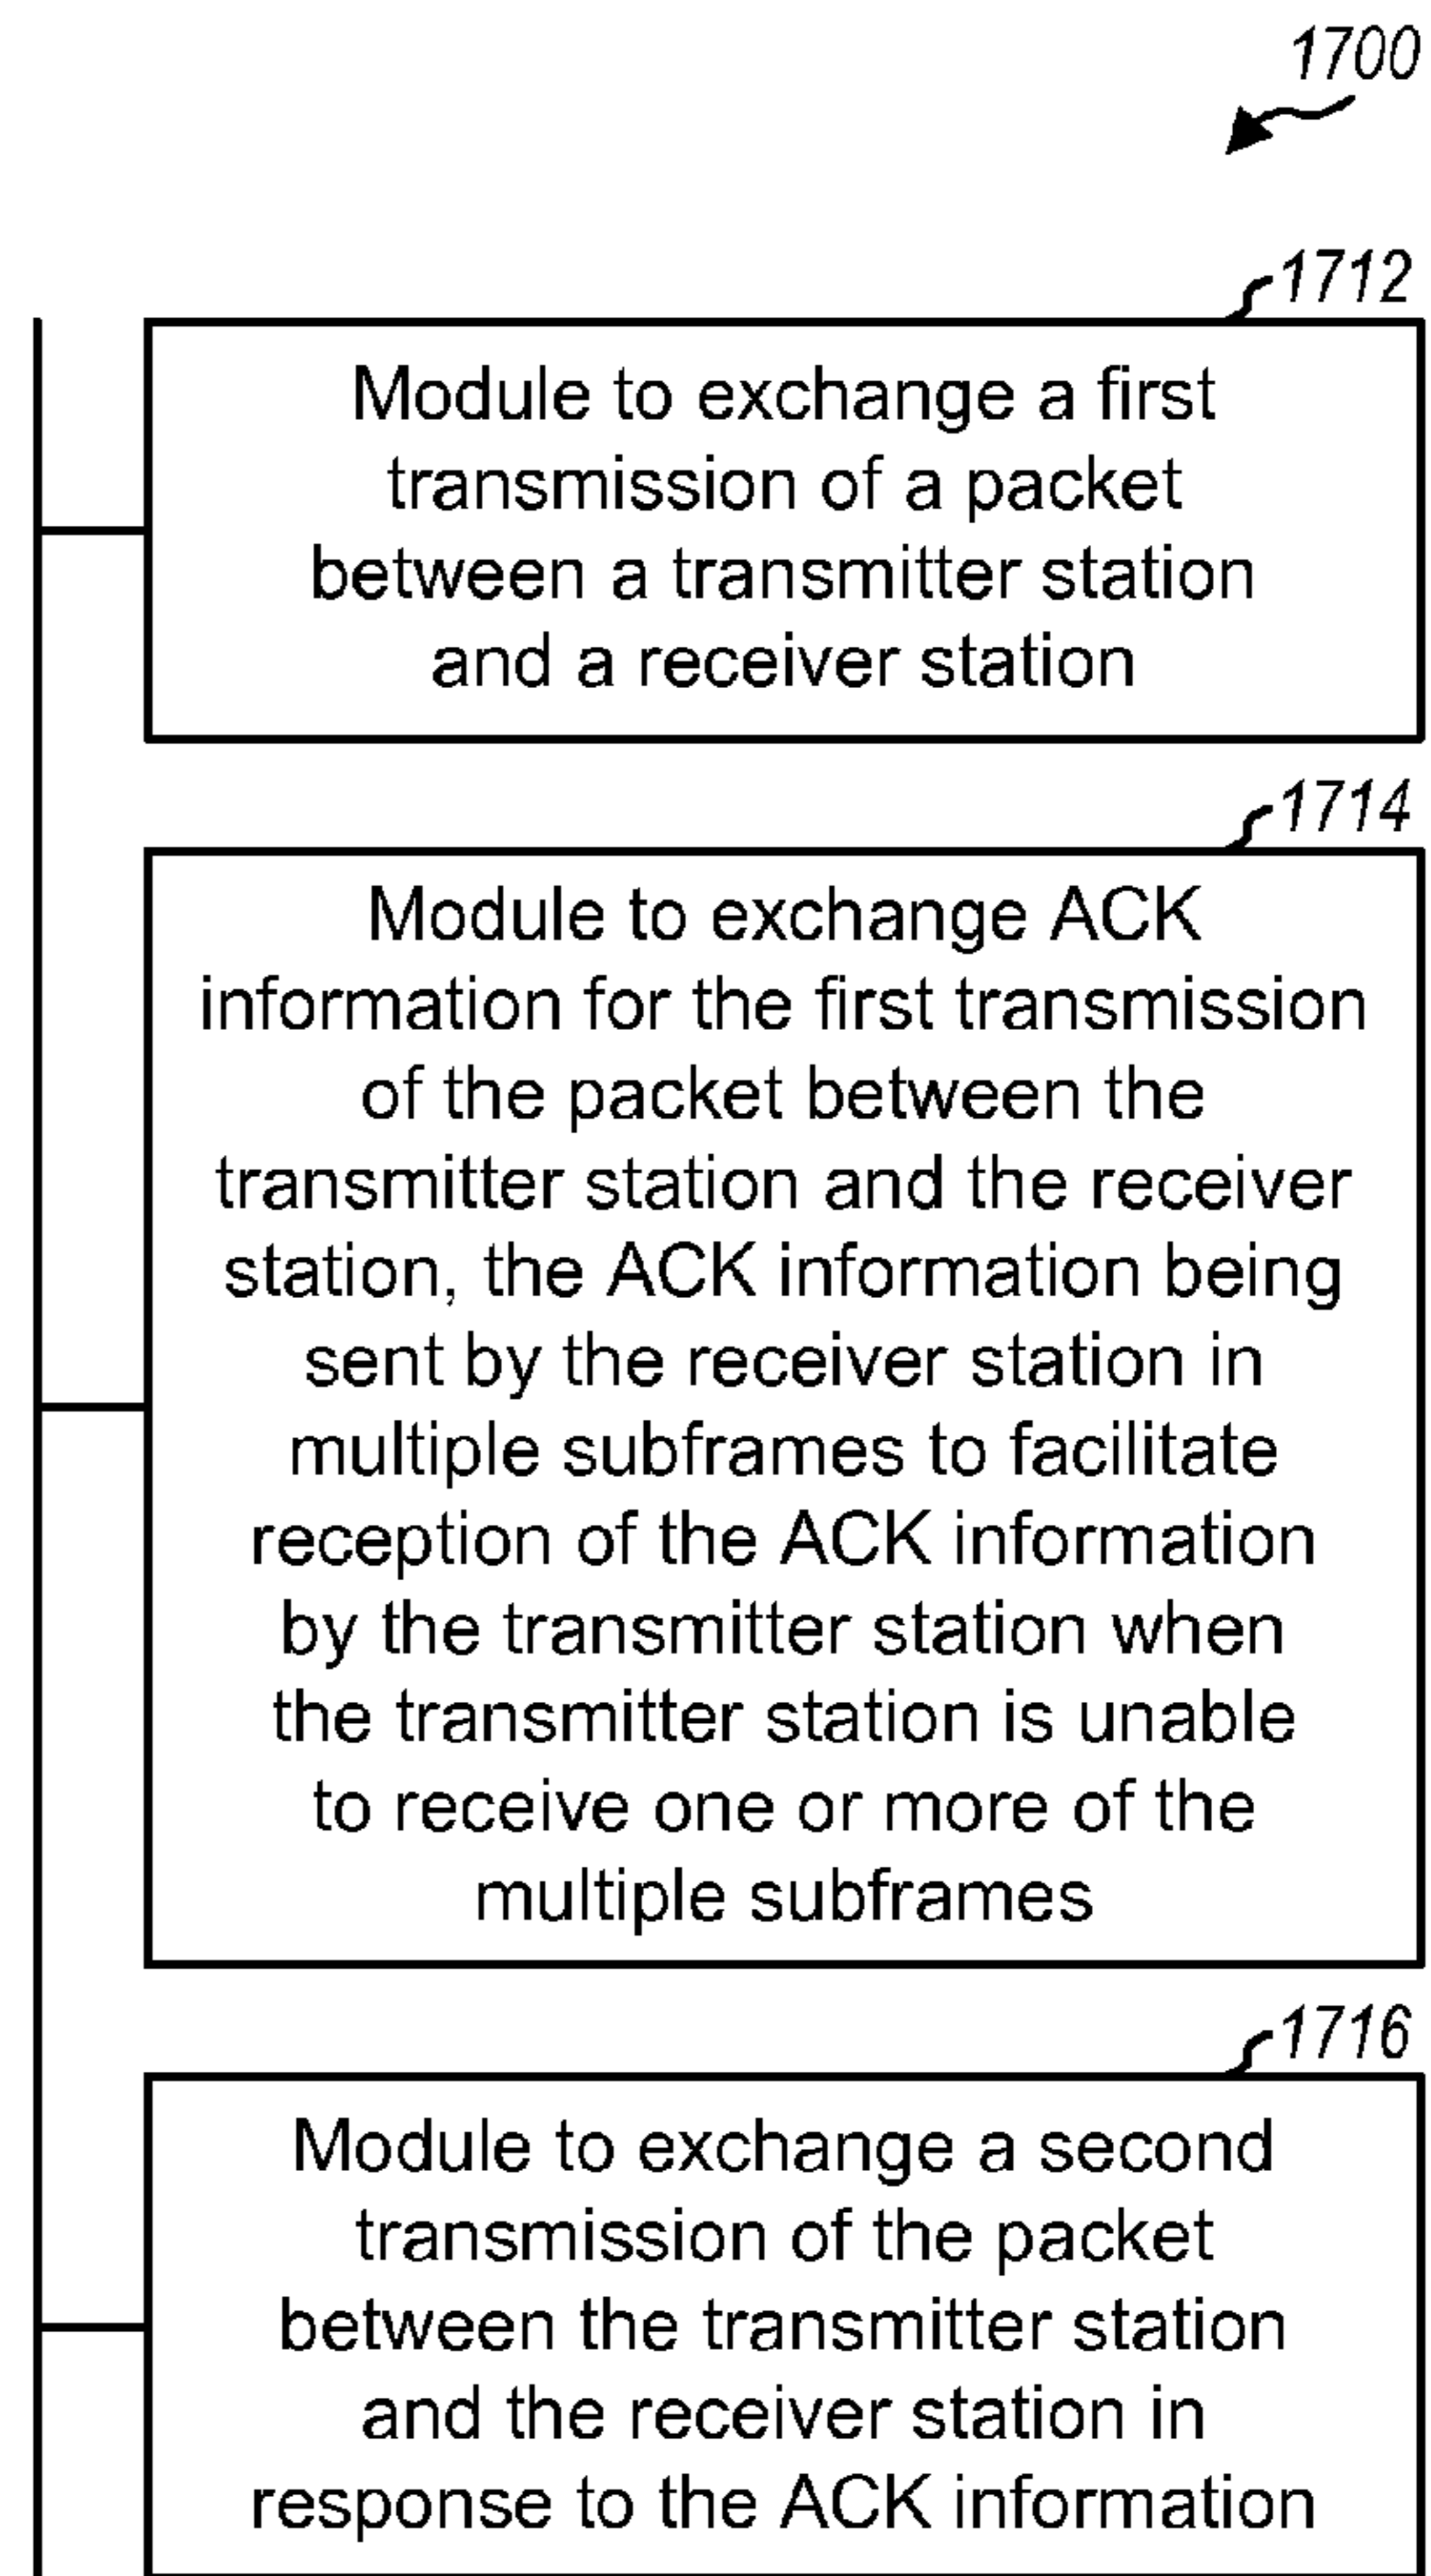 1700
1712
Module to exchange a first
transmission of a packet
between a transmitter station
and a receiver station
1714
Module to exchange ACK
information for the first transmission
of the packet between the
transmitter station and the receiver
station, the ACK information being
sent by the receiver station in
multiple subframes to facilitate
reception of the ACK information
by the transmitter station when
the transmitter station is unable
to receive one or more of the
multiple subframes
1716
Module to exchange a second
transmission of the packet
between the transmitter station
and the receiver station in
response to the ACK information